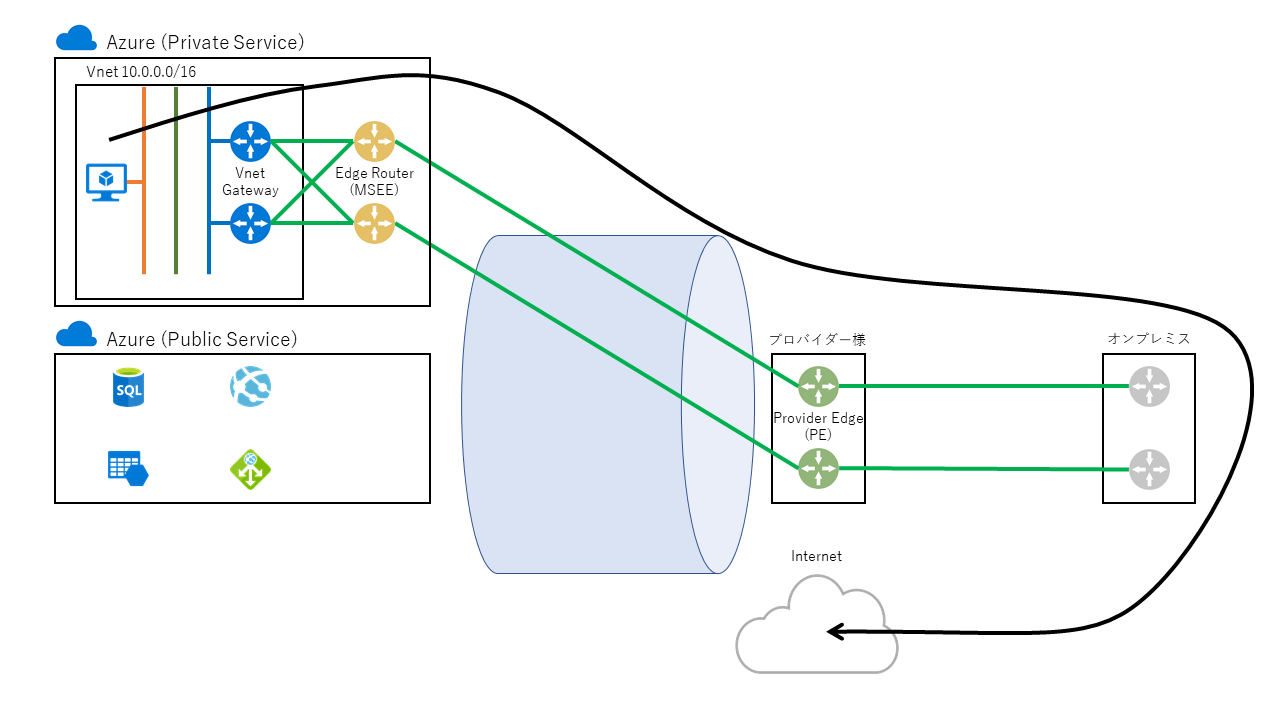 Azure (Private Service)
Vnet 10.0.0.0/16
Vnet
Gateway
Edge Router
(MSEE)
Azure (Public Service)
SQL
プロバイダー様
Provider Edge
(PE)
オンプレミス
Internet